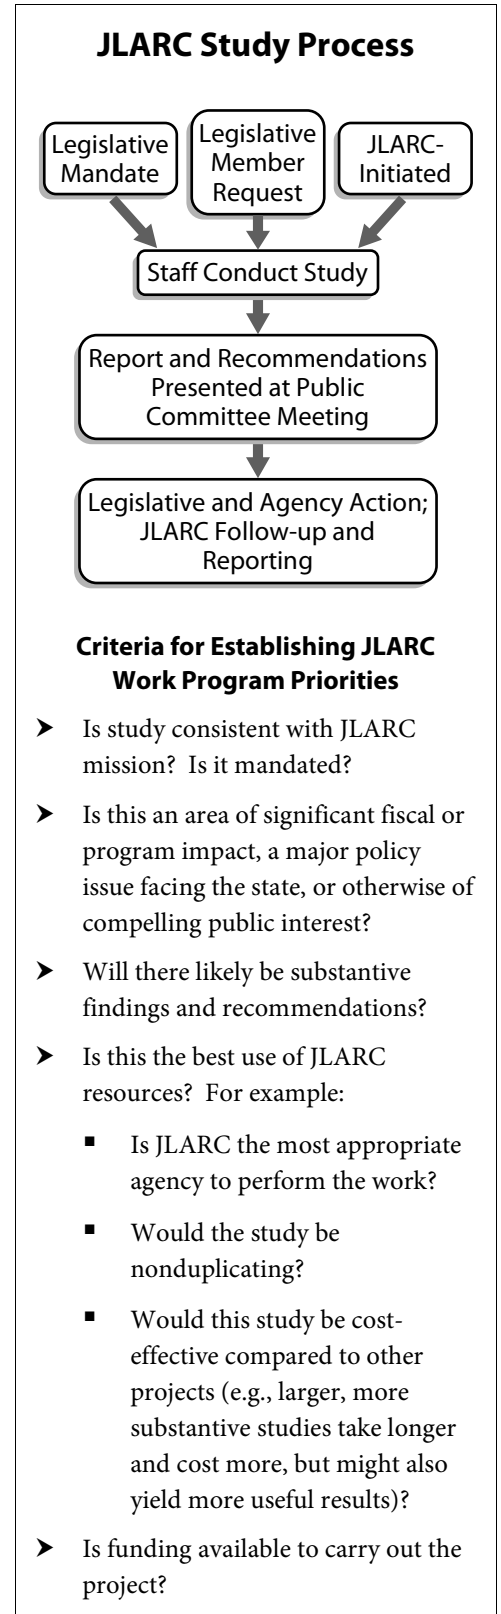 JLARC Study Process
Legislative
Mandate
Legislative
Member
Request
JLARC-
Initiated
Staff Conduct Study
Report and Recommendations
Presented at Public
Committee Meeting
Legislative and Agency Action;
JLARC Follow-up and
Reporting
Criteria for Establishing JLARC
Work Program Priorities
➤ Is study consistent with JLARC
mission?  Is it mandated?
➤ Is this an area of significant fiscal or
program impact, a major policy
issue facing the state, or otherwise of
compelling public interest?
➤ Will there likely be substantive
findings and recommendations?
➤ Is this the best use of JLARC
resources?  For example:
▪ Is JLARC the most appropriate
agency to perform the work?
▪ Would the study be
nonduplicating?
▪ Would this study be cost-
effective compared to other
projects (e.g., larger, more
substantive studies take longer
and cost more, but might also
yield more useful results)?
➤ Is funding available to carry out the
project?